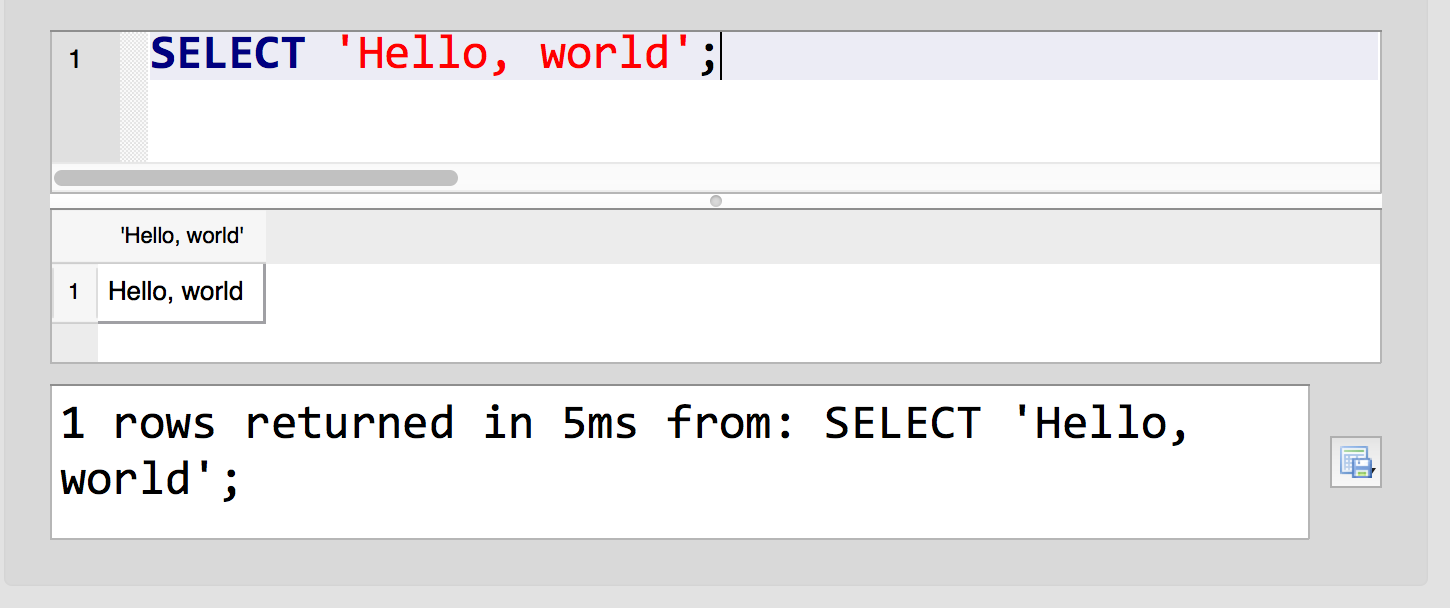 1 SELECT 'Hello, world';
'Hello, world'
1 Hello, world
1 rows returned in 5ms from: SELECT 'Hello,
world';